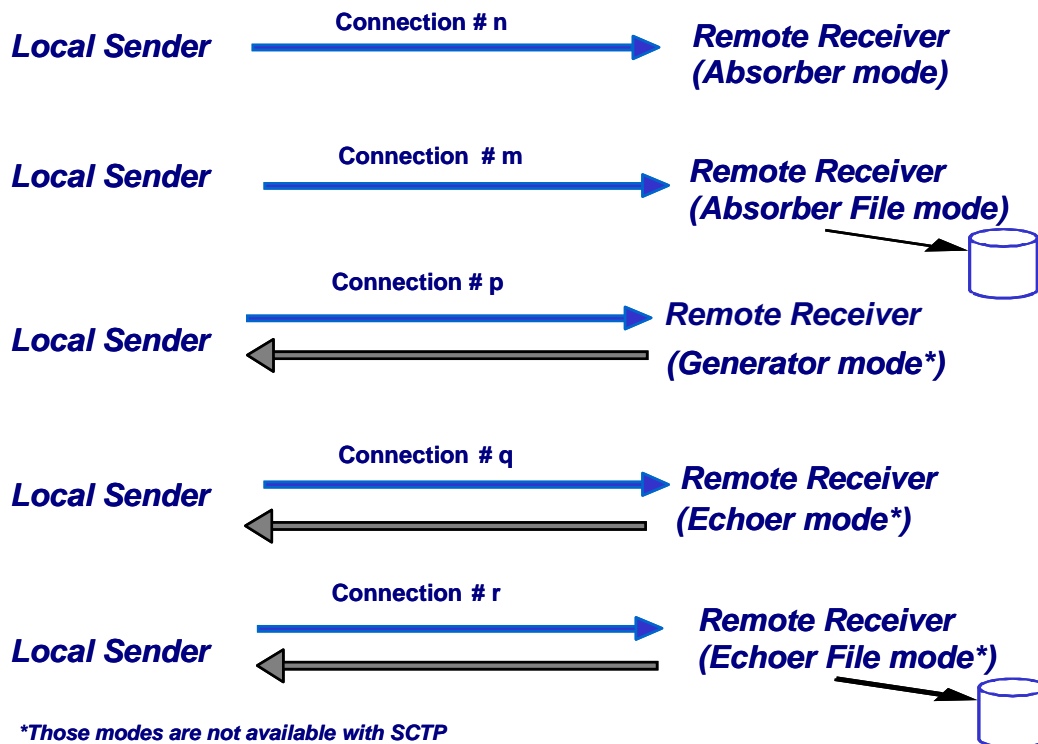 Connection # n
Local Sender
Remote Receiver
(Absorber mode)
Connection # m
Local Sender
Remote Receiver
(Absorber File mode)
Connection # p
Local Sender
Remote Receiver
(Generator mode*)
Connection # q
Local Sender
Remote Receiver
(Echoer mode*)
Connection # r
Local Sender
Remote Receiver
(Echoer File mode*)
*Those modes are not available with SCTP